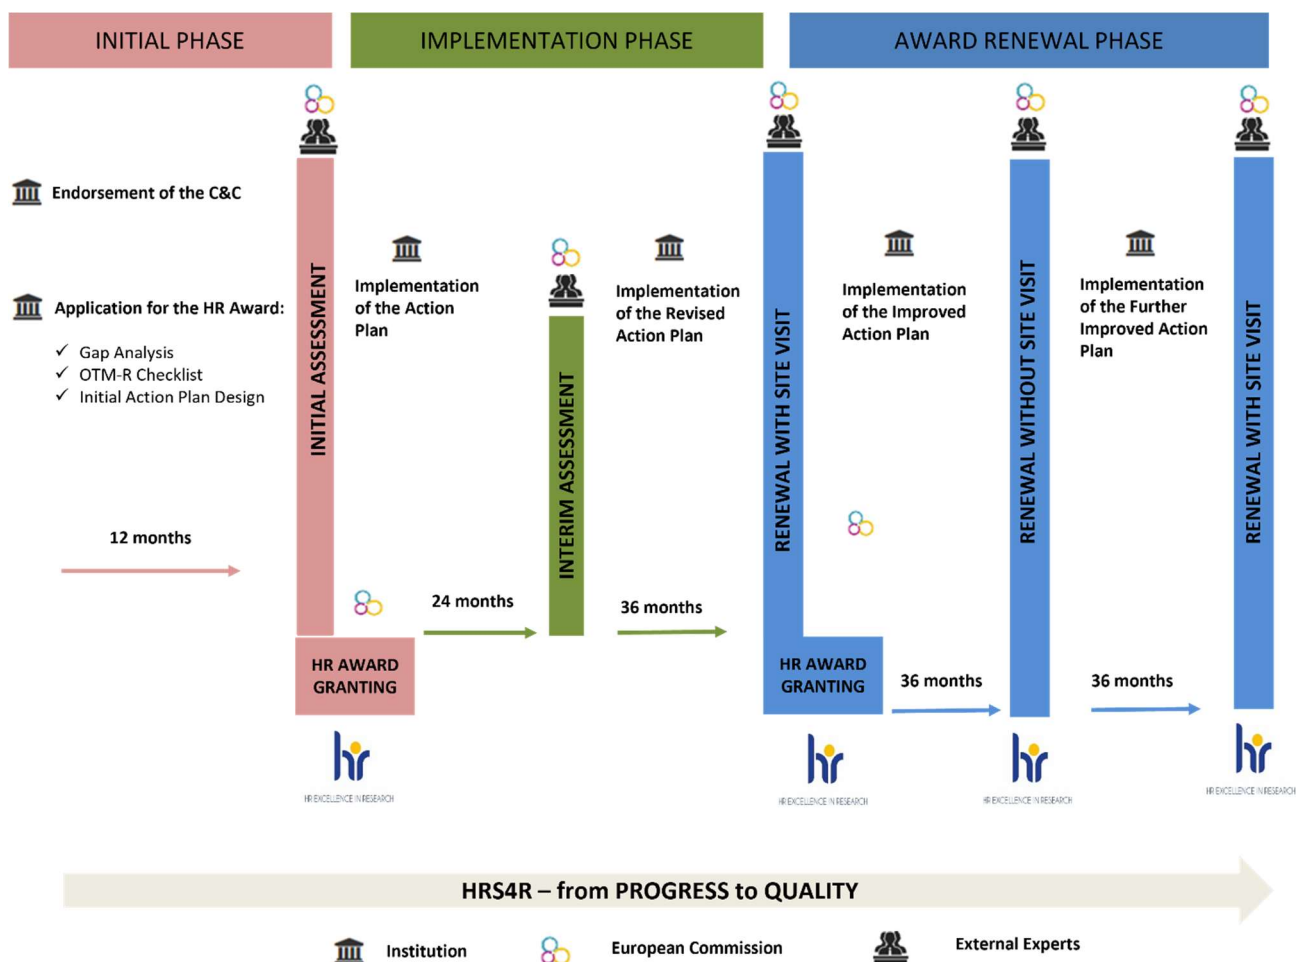 INITIAL PHASE
IMPLEMENTATION PHASE
AWARD RENEWAL PHASE
Endorsement of the C&C
Application for the HR Award:
✓ Gap Analysis
✓ OTM-R Checklist
✓ Initial Action Plan Design
12 months
INITIAL ASSESSMENT
HR AWARD
GRANTING
hr
HR EXCELLENCE IN RESEARCH
Implementation
of the Action
Plan
24 months
INTERIM ASSESSMENT
Implementation
of the Revised
Action Plan
36 months
RENEWAL WITH SITE VISIT
HR AWARD
GRANTING
hr
HR EXCELLENCE IN RESEARCH
Implementation
of the Improved
Action Plan
36 months
RENEWAL WITHOUT SITE VISIT
hr
HR EXCELLENCE IN RESEARCH
Implementation
of the Further
Improved Action
Plan
36 months
RENEWAL WITH SITE VISIT
hr
HR EXCELLENCE IN RESEARCH
HRS4R – from PROGRESS to QUALITY
Institution
European Commission
External Experts